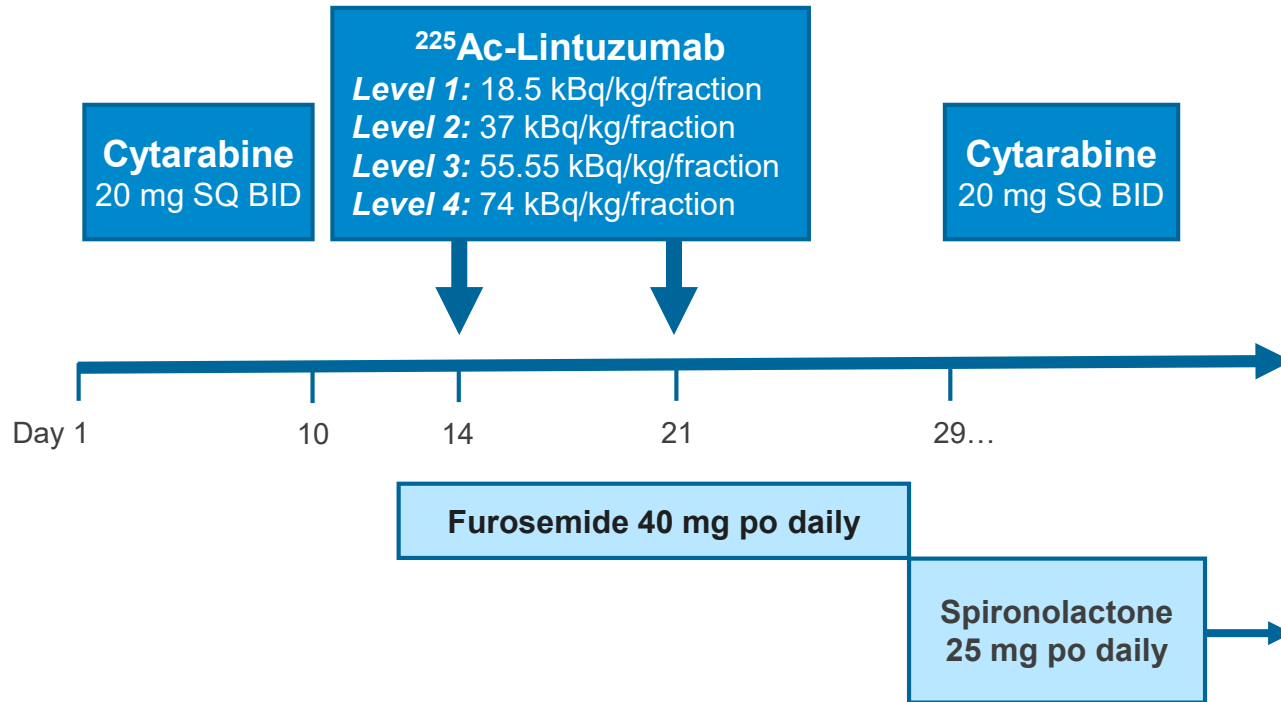 ²²⁵Ac-Lintuzumab
Level 1: 18.5 kBq/kg/fraction
Level 2: 37 kBq/kg/fraction
Level 3: 55.55 kBq/kg/fraction
Level 4: 74 kBq/kg/fraction
Cytarabine
20 mg SQ BID
Cytarabine
20 mg SQ BID
Day 1
10
14
21
29...
Furosemide 40 mg po daily
Spironolactone
25 mg po daily